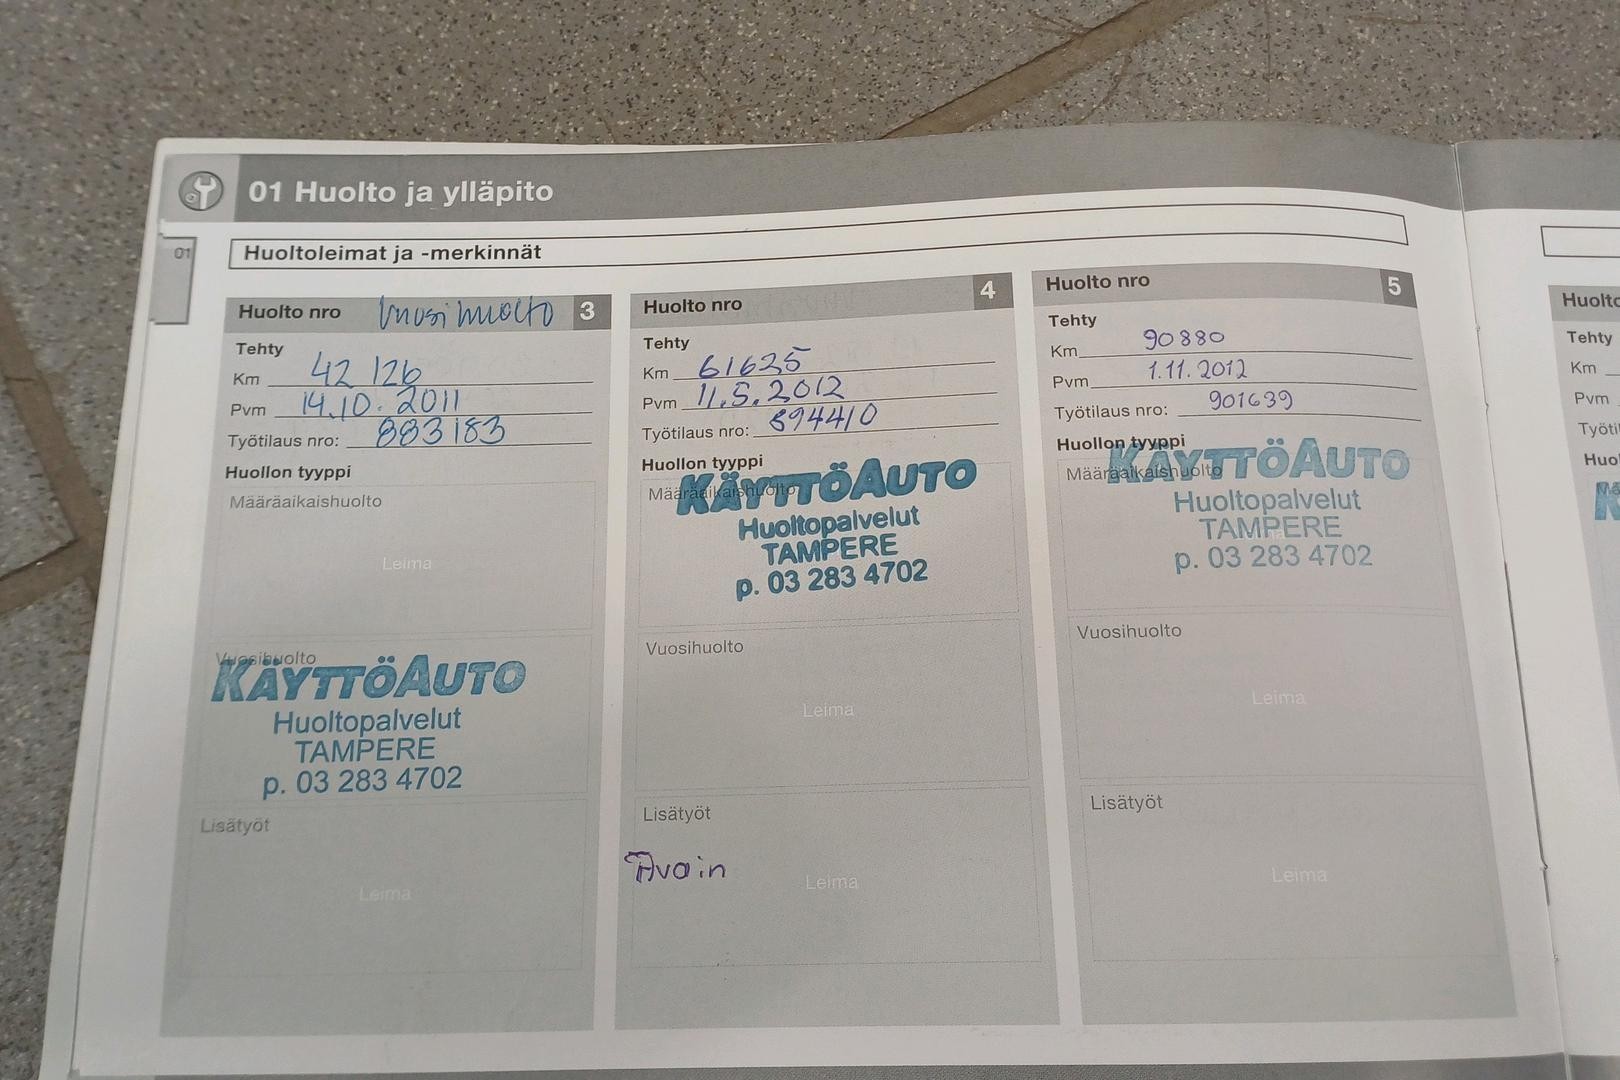 01 Huolto ja ylläpito
01
Huoltoleimat ja -merkinnät
Huolto nro Vuosihuolto 3
Tehty
Km 42 126
Pvm 14.10. 2011
Työtilaus nro: 883183
Huollon tyyppi
Määräaikaishuolto
Leima
Vuosihuolto
KÄYTTÖAUTO
Huoltopalvelut
TAMPERE
p. 03 283 4702
Lisätyöt
Leima
Huolto nro 4
Tehty
Km 61625
Pvm 11.5.2012
Työtilaus nro: 894410
Huollon tyyppi
Määräaikaishuolto
KÄYTTÖAUTO
Huoltopalvelut
TAMPERE
p. 03 283 4702
Vuosihuolto
Leima
Lisätyöt
Avain
Leima
Huolto nro 5
Tehty
Km 90880
Pvm 1.11.2012
Työtilaus nro: 901639
Huollon tyyppi
Määräaikaishuolto
KÄYTTÖAUTO
Huoltopalvelut
TAMPERE
p. 03 283 4702
Vuosihuolto
Leima
Lisätyöt
Leima
Tehty
Km
Pvm